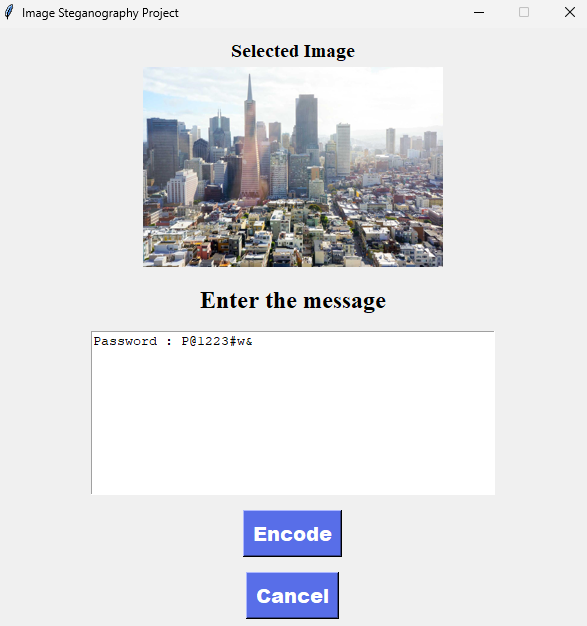 Image Steganography Project
Selected Image
Enter the message
Password : P@1223#w&
Encode
Cancel